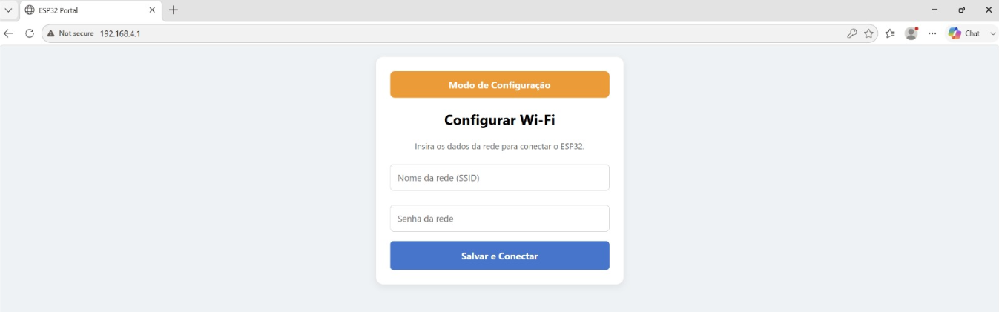 ESP32 Portal
Not secure 192.168.4.1
Chat
Modo de Configuração
Configurar Wi-Fi
Insira os dados da rede para conectar o ESP32.
Nome da rede (SSID)
Senha da rede
Salvar e Conectar